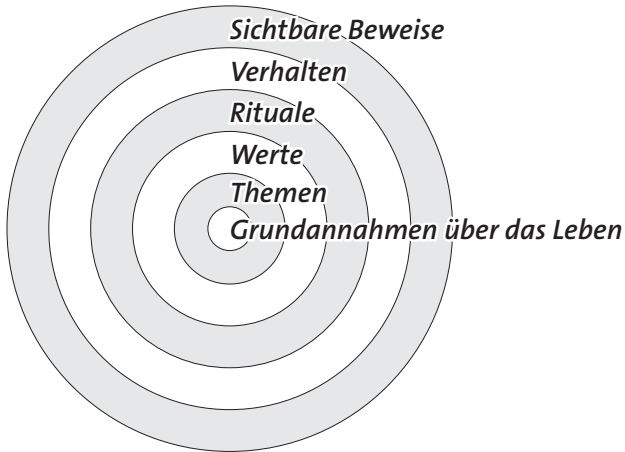 Sichtbare Beweise
Verhalten
Rituale
Werte
Themen
Grundannahmen über das Leben